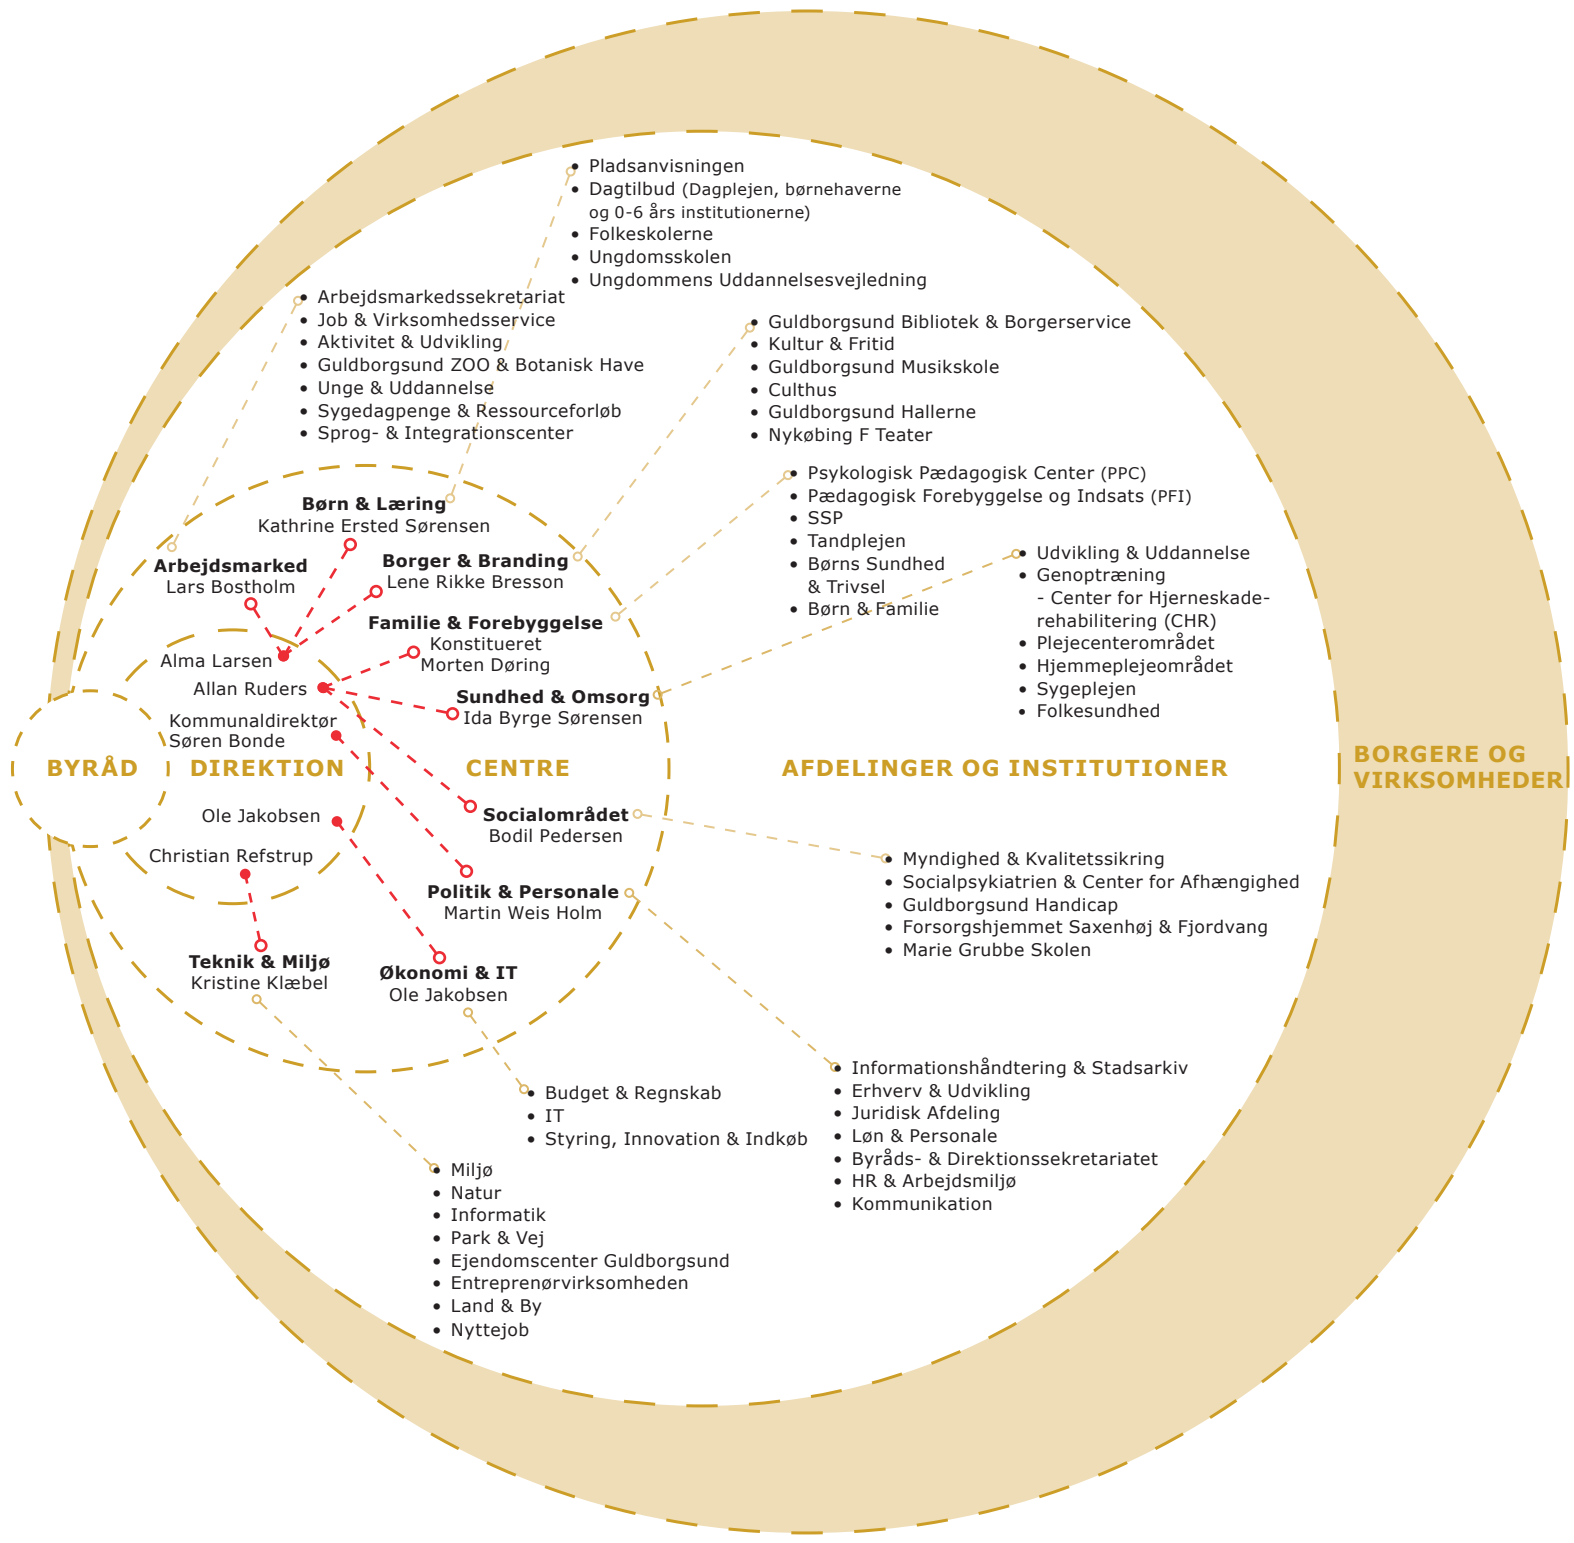 • Pladsanvisningen
• Dagtilbud (Dagplejen, børnehaverne
og 0-6 års institutionerne)
• Folkeskolerne
• Ungdomsskolen
• Ungdommens Uddannelsesvejledning
• Arbejdsmarkedssekretariat
• Job & Virksomhedsservice
• Aktivitet & Udvikling
• Guldborgsund ZOO & Botanisk Have
• Unge & Uddannelse
• Sygedagpenge & Ressourceforløb
• Sprog- & Integrationscenter
• Guldborgsund Bibliotek & Borgerservice
• Kultur & Fritid
• Guldborgsund Musikskole
• Culthus
• Guldborgsund Hallerne
• Nykøbing F Teater
• Psykologisk Pædagogisk Center (PPC)
• Pædagogisk Forebyggelse og Indsats (PFI)
• SSP
• Tandplejen
• Børns Sundhed
& Trivsel
• Børn & Familie
• Udvikling & Uddannelse
• Genoptræning
- Center for Hjerneskade-
rehabilitering (CHR)
• Plejecenterområdet
• Hjemmeplejeområdet
• Sygeplejen
• Folkesundhed
Børn & Læring
Kathrine Ersted Sørensen
Arbejdsmarked
Lars Bostholm
Borger & Branding
Lene Rikke Bresson
Familie & Forebyggelse
Konstitueret
Morten Døring
Sundhed & Omsorg
Ida Byrge Sørensen
Alma Larsen
Allan Ruders
Kommunaldirektør
Søren Bonde
BYRÅD
DIREKTION
CENTRE
AFDELINGER OG INSTITUTIONER
BORGERE OG
VIRKSOMHEDER
Ole Jakobsen
Christian Refstrup
Socialområdet
Bodil Pedersen
Politik & Personale
Martin Weis Holm
Teknik & Miljø
Kristine Klæbel
Økonomi & IT
Ole Jakobsen
• Myndighed & Kvalitetssikring
• Socialpsykiatrien & Center for Afhængighed
• Guldborgsund Handicap
• Forsorgshjemmet Saxenhøj & Fjordvang
• Marie Grubbe Skolen
• Informationshåndtering & Stadsarkiv
• Erhverv & Udvikling
• Juridisk Afdeling
• Løn & Personale
• Byråds- & Direktionssekretariatet
• HR & Arbejdsmiljø
• Kommunikation
• Budget & Regnskab
• IT
• Styring, Innovation & Indkøb
• Miljø
• Natur
• Informatik
• Park & Vej
• Ejendomscenter Guldborgsund
• Entreprenørvirksomheden
• Land & By
• Nyttejob